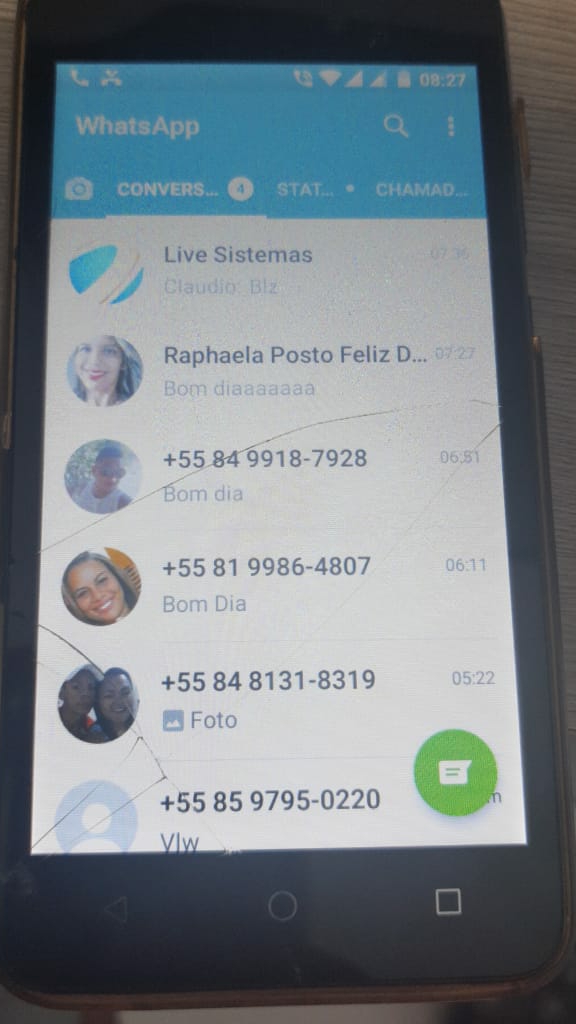 08:27
WhatsApp
CONVERS... 4 STAT... CHAMAD...
Live Sistemas 07:36
Claudio: Blz
Raphaela Posto Feliz D... 07:27
Bom diaaaaaaa
+55 84 9918-7928 06:51
Bom dia
+55 81 9986-4807 06:11
Bom Dia
+55 84 8131-8319 05:22
Foto
+55 85 9795-0220
Vlw